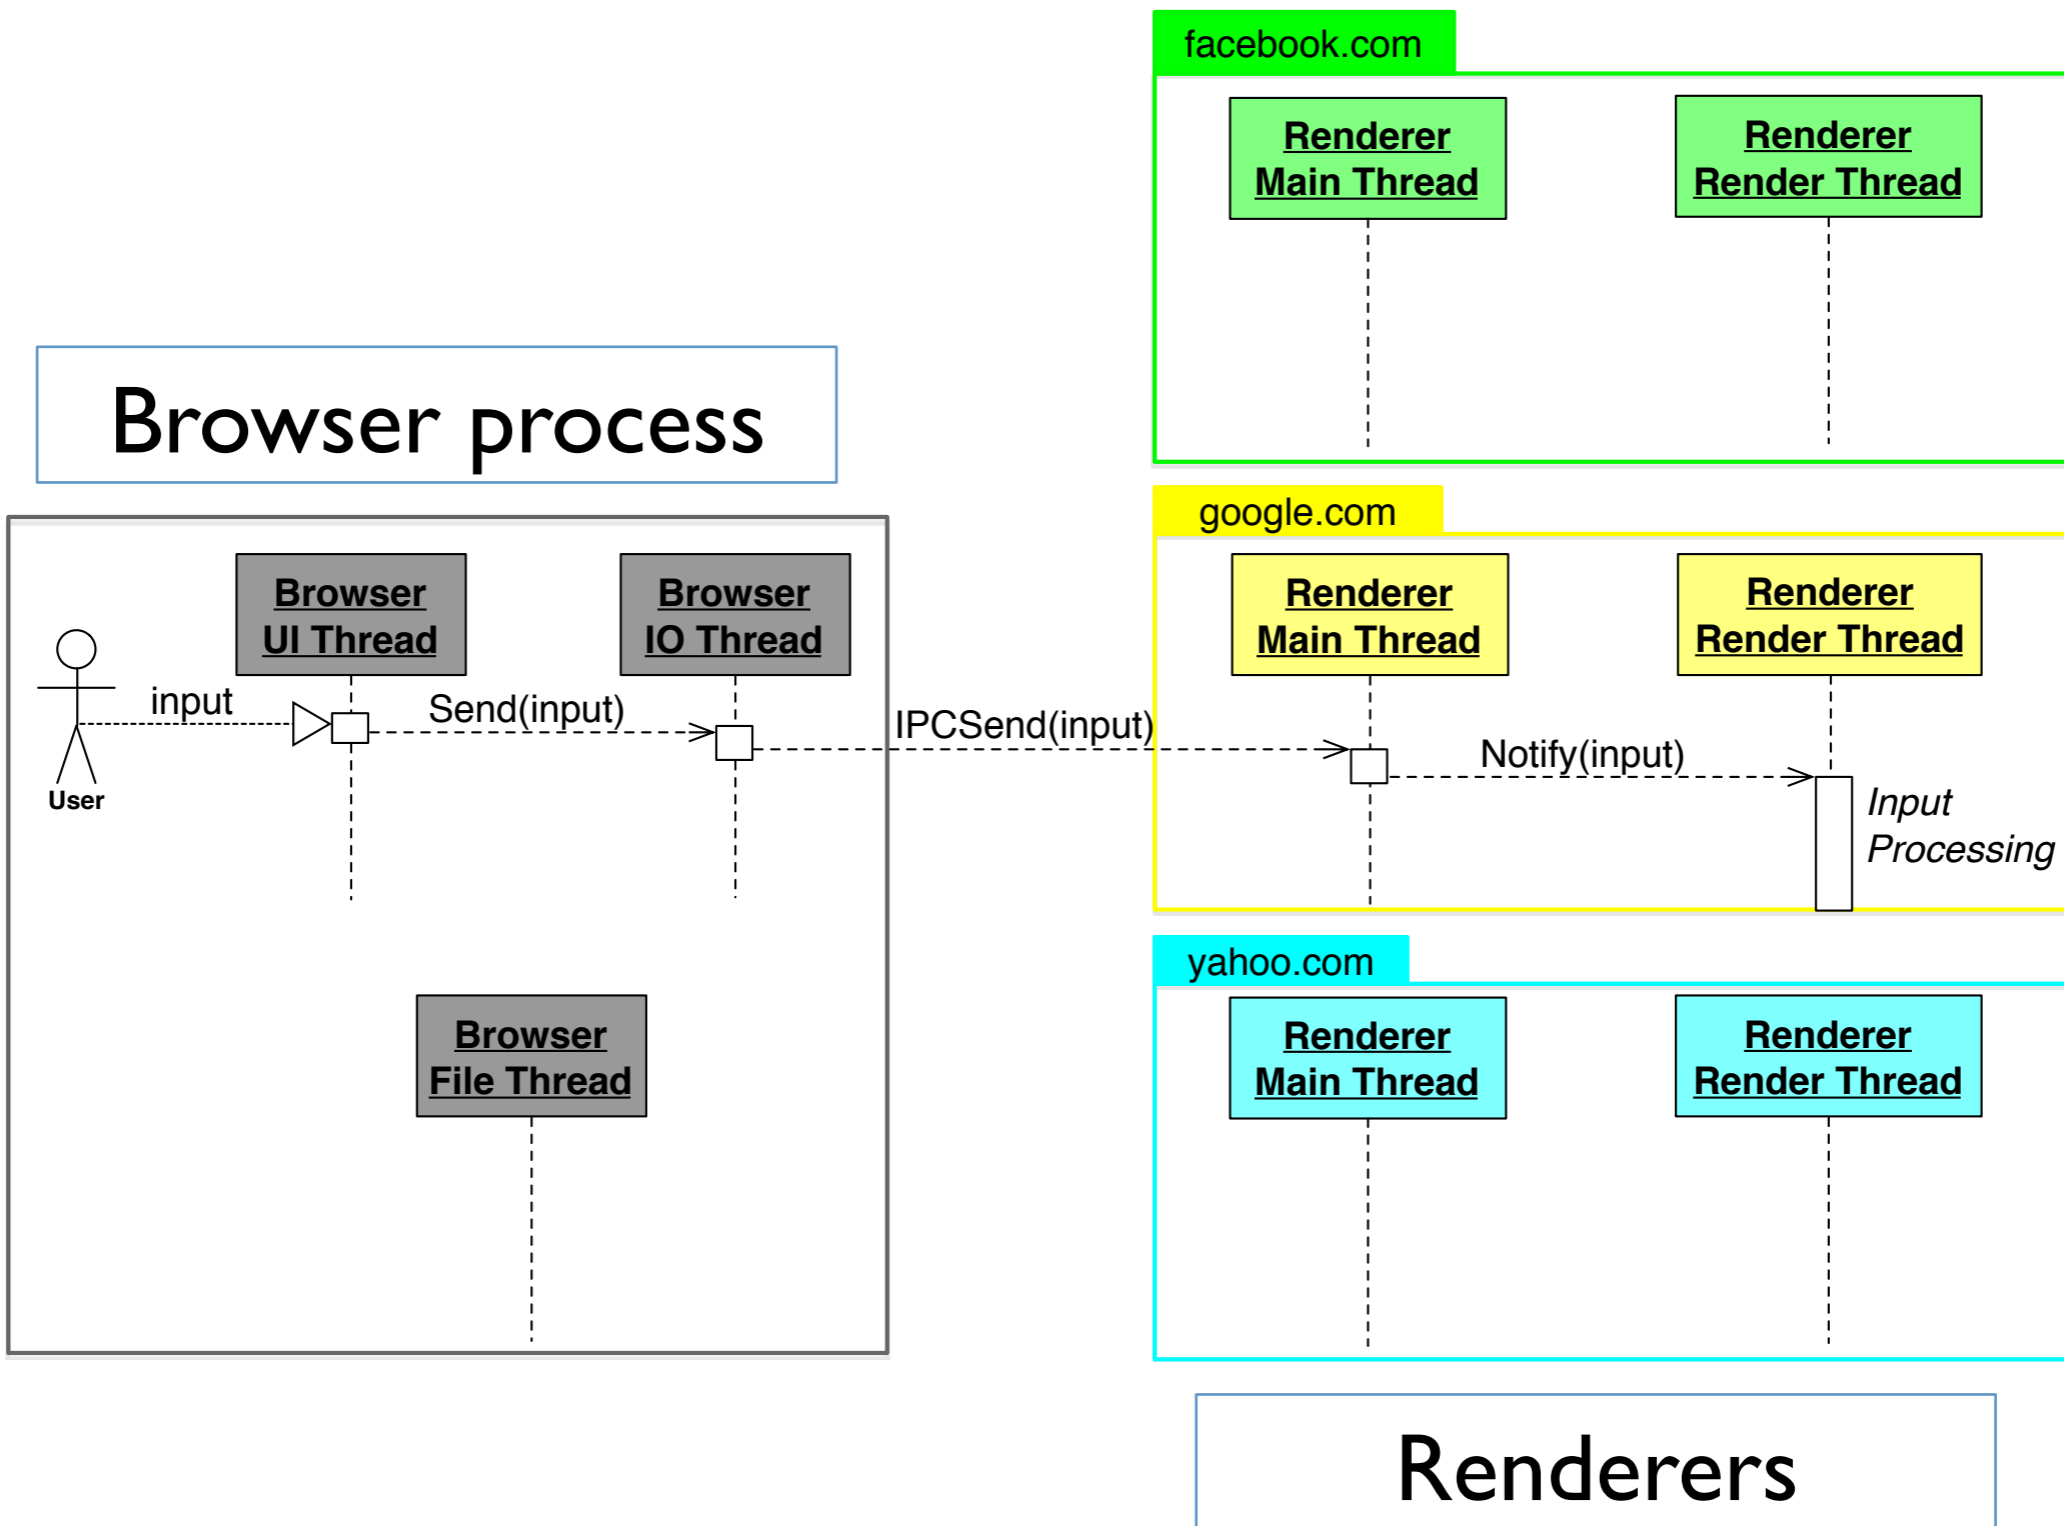 facebook.com
Renderer
Main Thread
Renderer
Render Thread
Browser process
google.com
Browser
UI Thread
Browser
IO Thread
Renderer
Main Thread
Renderer
Render Thread
User
input
Send(input)
IPCSend(input)
Notify(input)
Input
Processing
yahoo.com
Browser
File Thread
Renderer
Main Thread
Renderer
Render Thread
Renderers